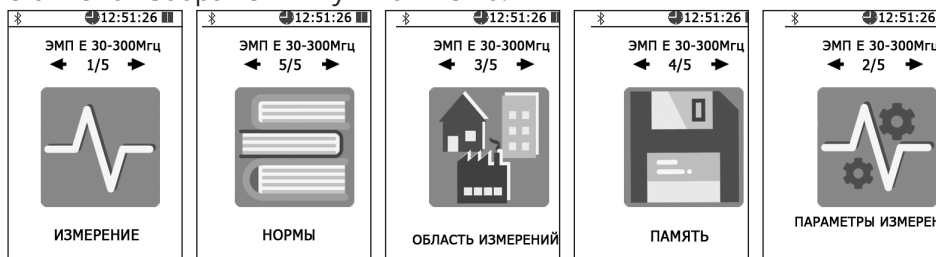 12:51:26
ЭМП Е 30-300Мгц
1/5
ИЗМЕРЕНИЕ
12:51:26
ЭМП Е 30-300Мгц
5/5
НОРМЫ
12:51:26
ЭМП Е 30-300Мгц
3/5
ОБЛАСТЬ ИЗМЕРЕНИЙ
12:51:26
ЭМП Е 30-300Мгц
4/5
ПАМЯТЬ
12:51:26
ЭМП Е 30-300Мгц
2/5
ПАРАМЕТРЫ